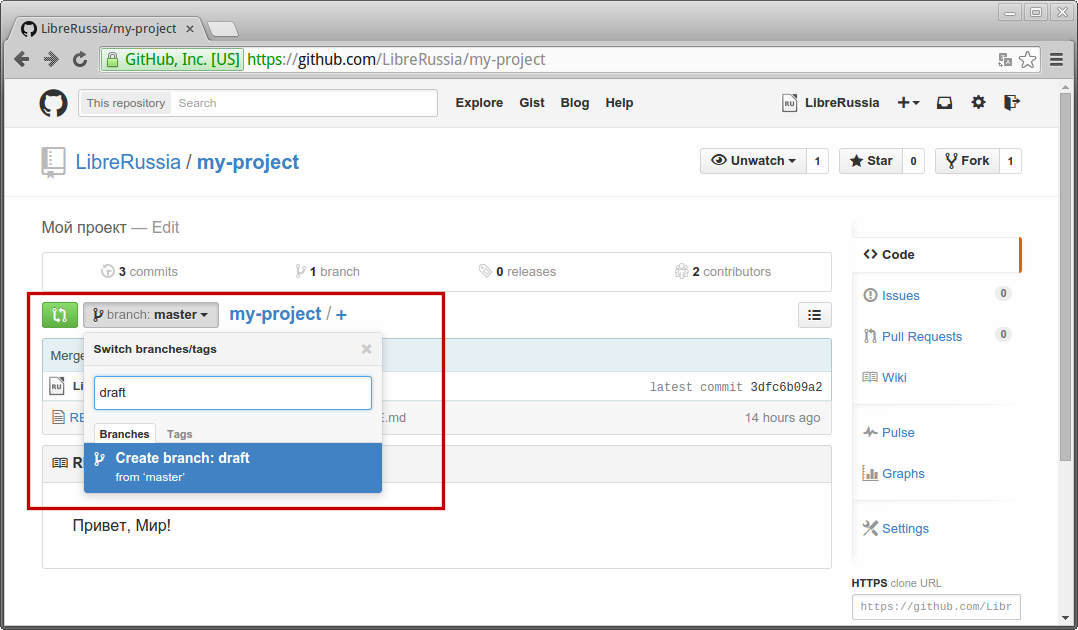 LibreRussia/my-project
GitHub, Inc. [US] https://github.com/LibreRussia/my-project
This repository Search Explore Gist Blog Help RU LibreRussia
LibreRussia / my-project Unwatch 1 Star 0 Fork 1
Мой проект — Edit
3 commits 1 branch 0 releases 2 contributors
branch: master my-project / +
Switch branches/tags
Merge
RU Li latest commit 3dfc6b09a2
draft
RE E.md 14 hours ago
Branches Tags
R
Create branch: draft
from ‘master’
Привет, Мир!
Code
Issues 0
Pull Requests 0
Wiki
Pulse
Graphs
Settings
HTTPS clone URL
https://github.com/Libr